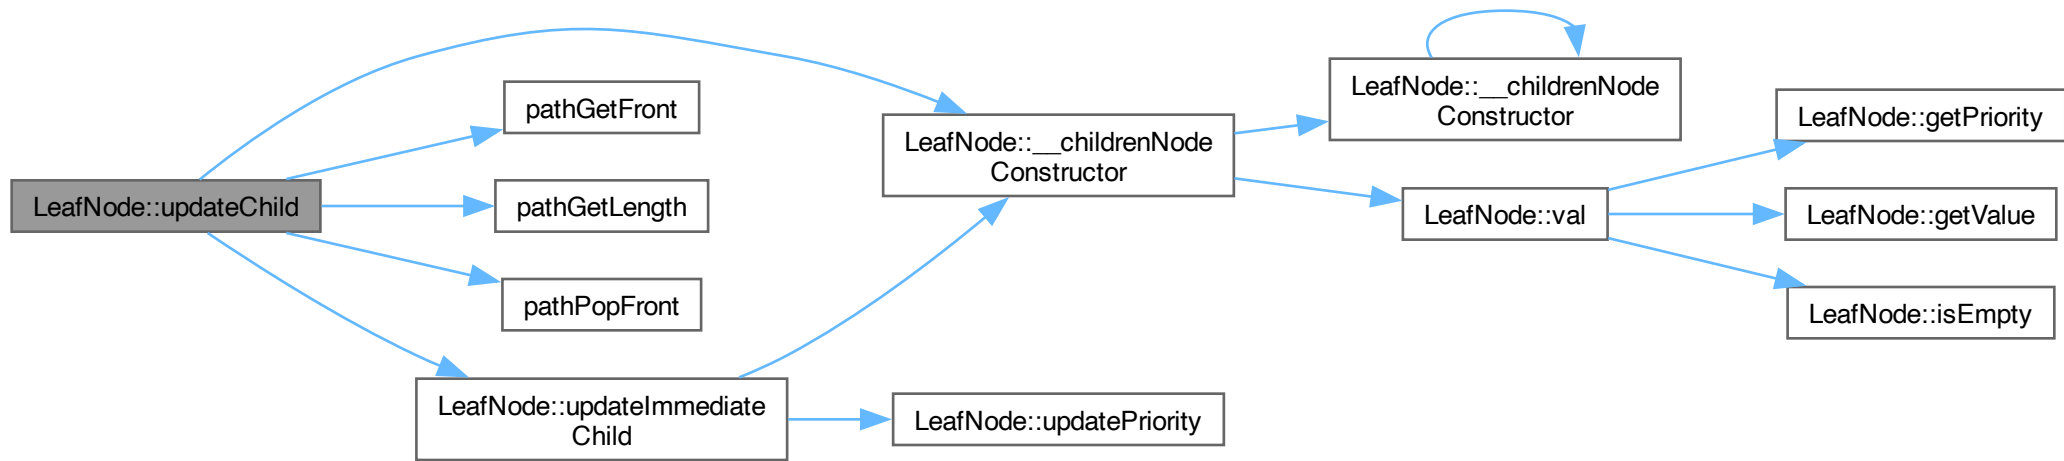 LeafNode::updateChild
pathGetFront
pathGetLength
pathPopFront
LeafNode::updateImmediate
Child
LeafNode::__childrenNode
Constructor
LeafNode::updatePriority
LeafNode::__childrenNode
Constructor
LeafNode::val
LeafNode::getPriority
LeafNode::getValue
LeafNode::isEmpty